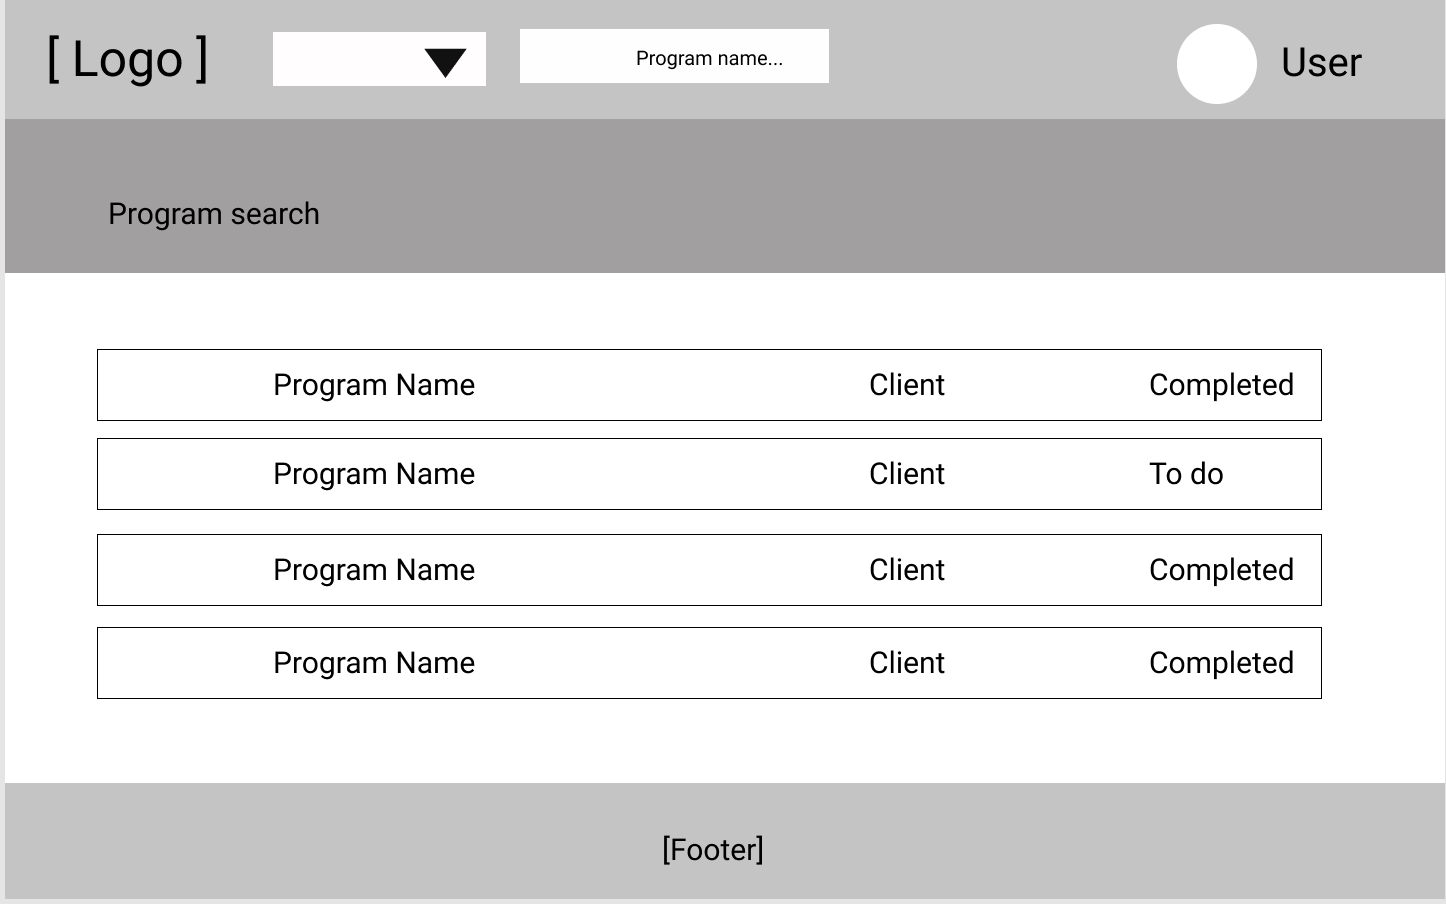 [ Logo ]
Program name...
User
Program search
Program Name Client Completed
Program Name Client To do
Program Name Client Completed
Program Name Client Completed
[Footer]